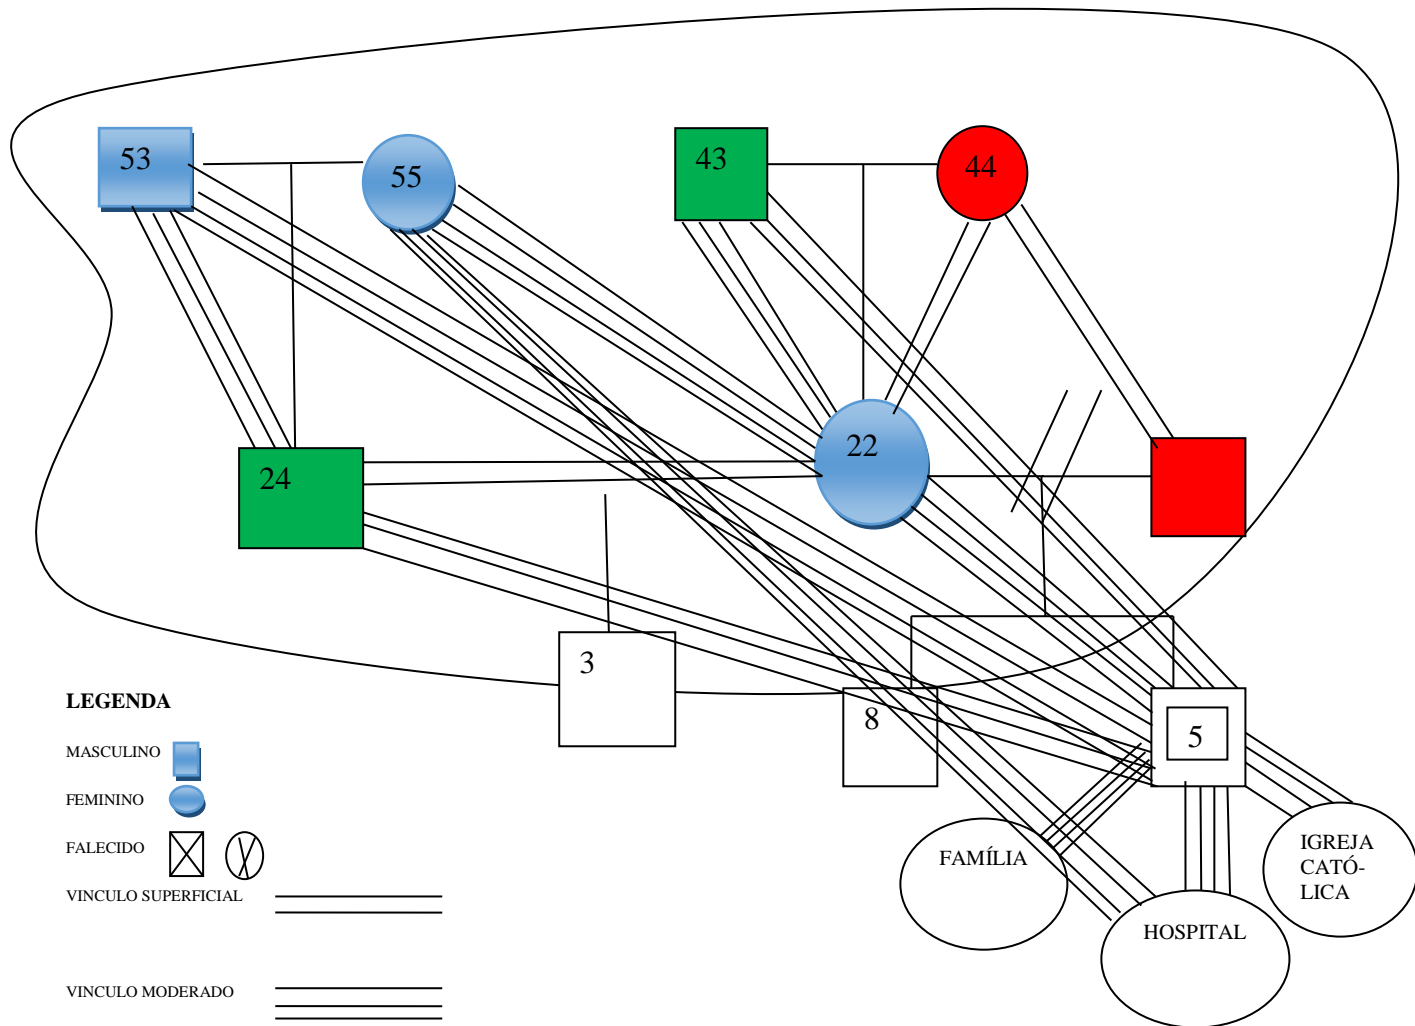 53
55
43
44
24
22
3
8
5
LEGENDA
MASCULINO
FEMININO
FALECIDO
VINCULO SUPERFICIAL
VINCULO MODERADO
FAMÍLIA
HOSPITAL
IGREJA
CATÓ-
LICA